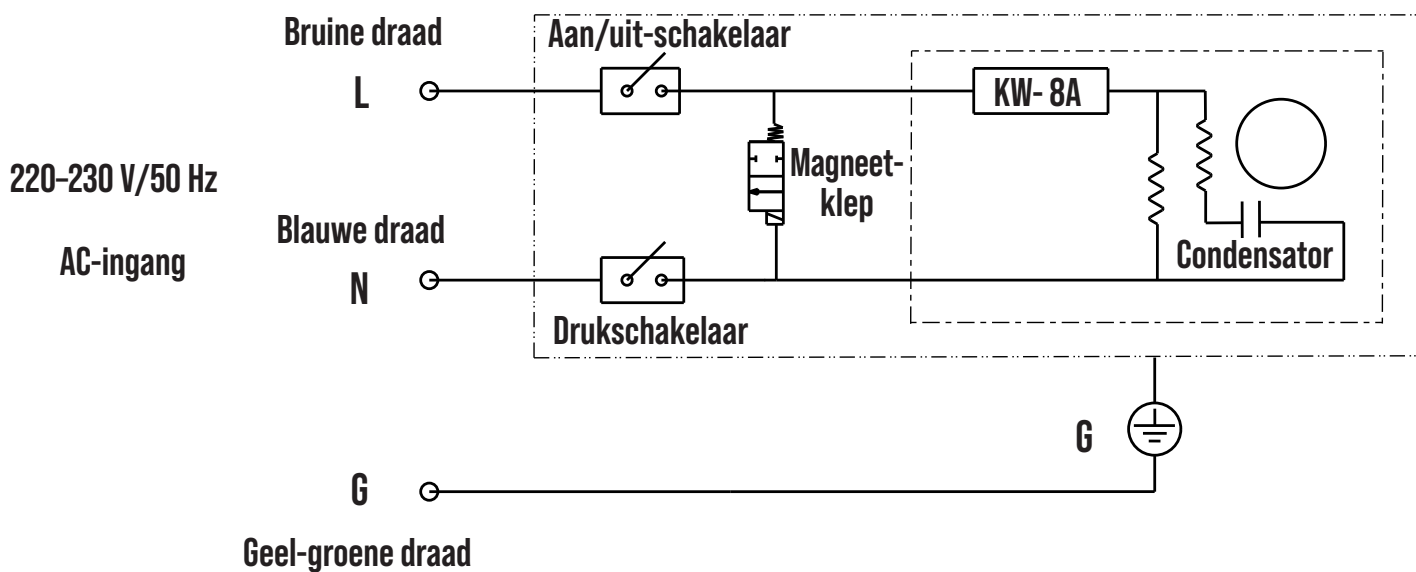 Bruine draad
Aan/uit-schakelaar
L
KW- 8A
220–230 V/50 Hz
Magneet-
klep
Blauwe draad
AC-ingang
Condensator
N
Drukschakelaar
G
G
Geel-groene draad